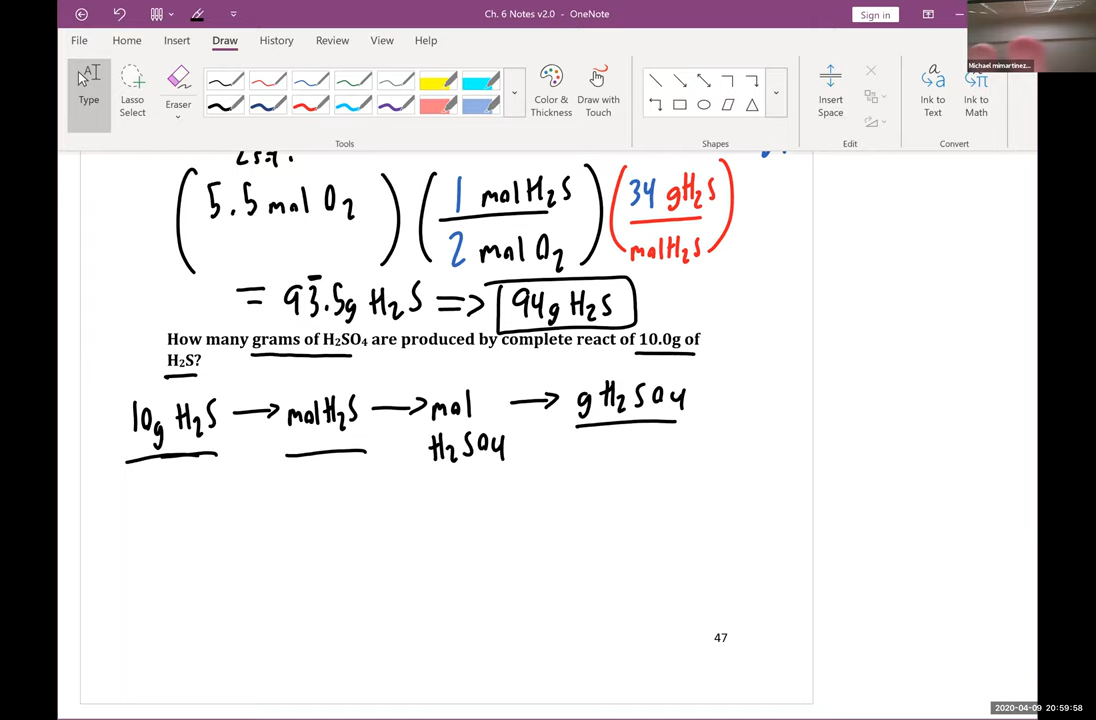 Ch. 6 Notes v2.0 - OneNote
Sign in
File Home Insert Draw History Review View Help
Michael mimartinez...
Type
Lasso Select
Eraser
Color & Thickness
Draw with Touch
Insert Space
Ink to Text
Ink to Math
Tools
Shapes
Edit
Convert
(5.5 mol O₂) (1 mol H₂S / 2 mol O₂) (34 g H₂S / mol H₂S)
= 93.5g H₂S => 94g H₂S
How many grams of H₂SO₄ are produced by complete react of 10.0g of
H₂S?
10g H₂S → mol H₂S → mol H₂SO4 → g H₂SO4
47
2020-04-09 20:59:58